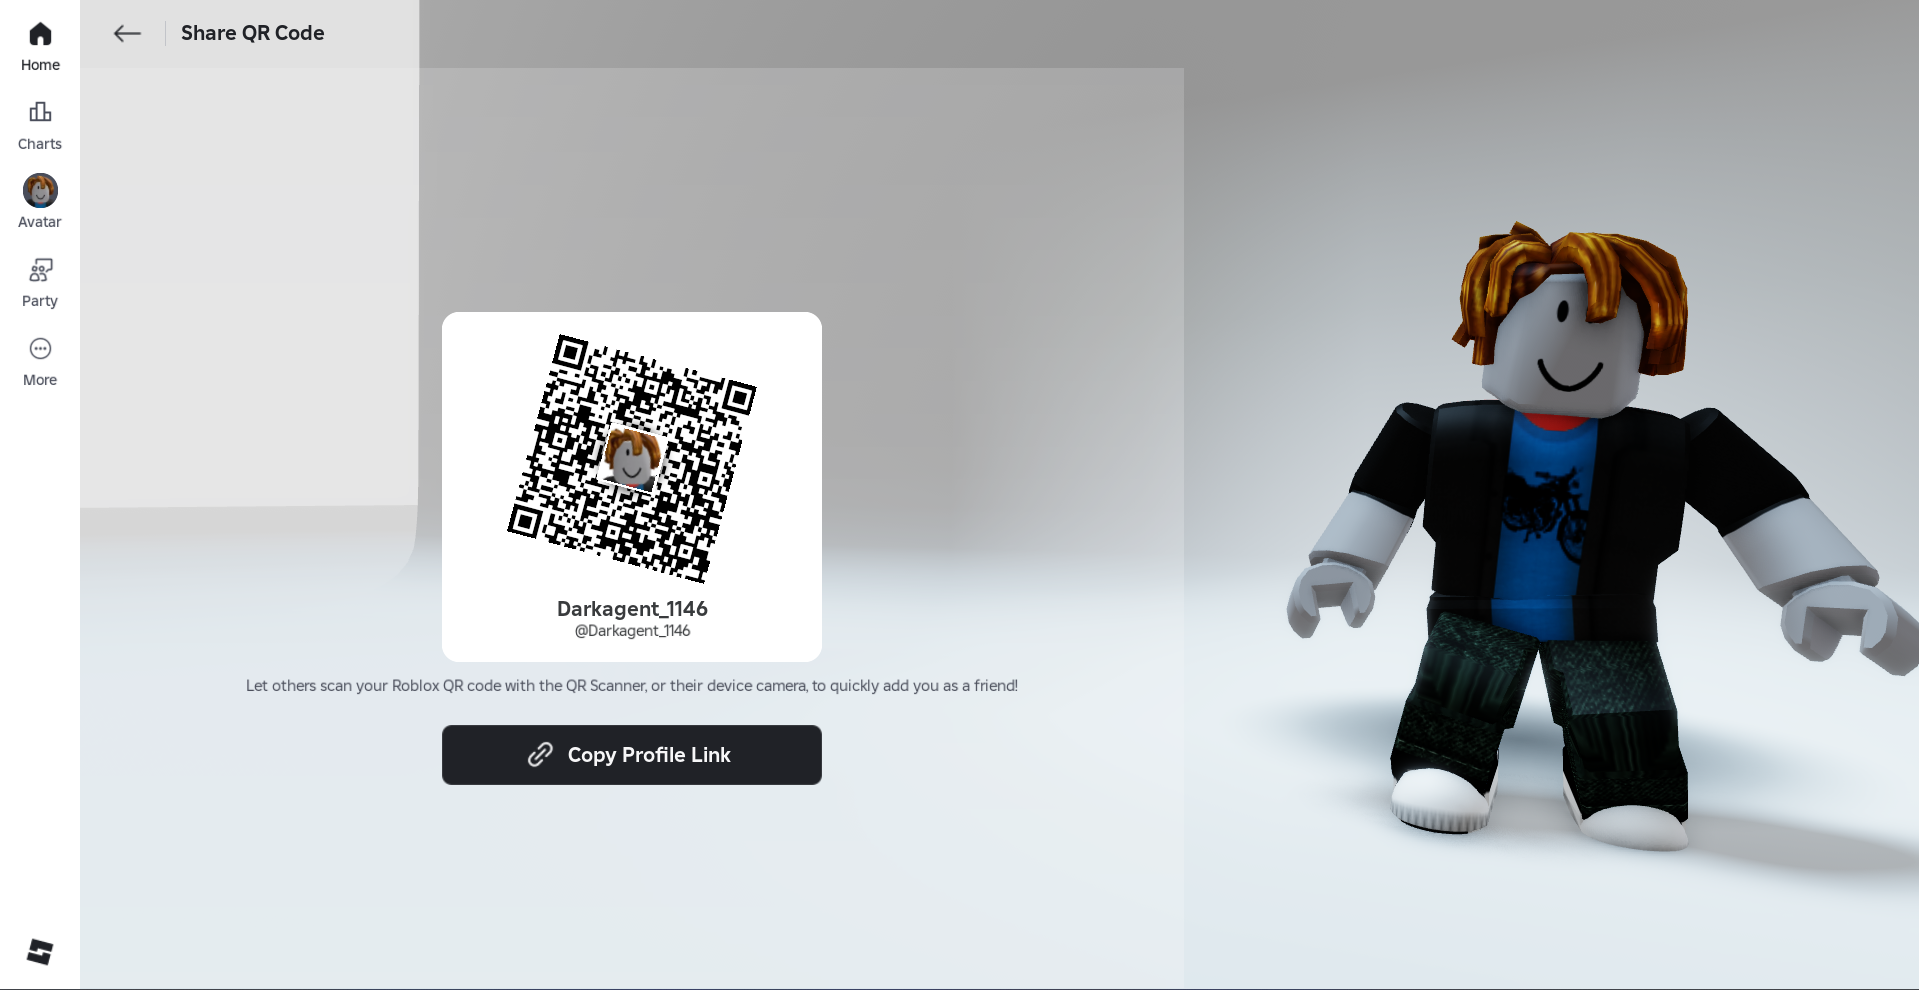 Share QR Code
Home
Charts
Avatar
Party
More
Darkagent_1146
@Darkagent_1146
Let others scan your Roblox QR code with the QR Scanner, or their device camera, to quickly add you as a friend!
Copy Profile Link